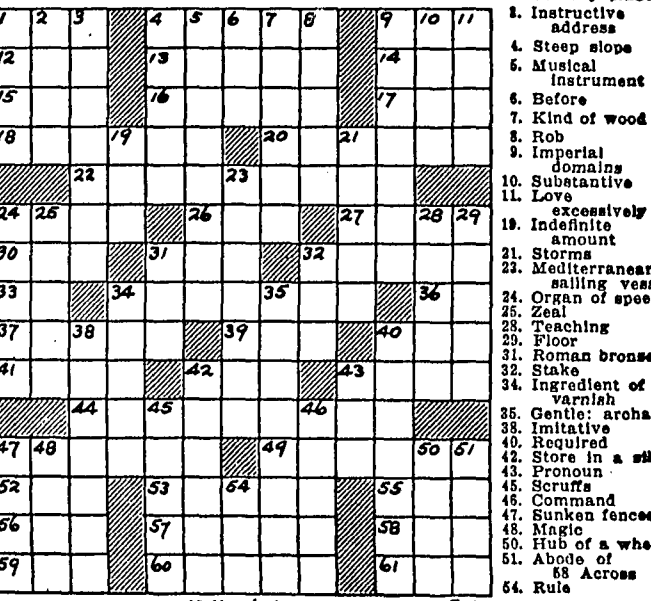 1 2 3 4 5 6 7 8 9 10 11
12 13 14
15 16 17
18 19 20 21
22 23
24 25 26 27 28 29
30 31 32
33 34 35 36
37 38 39 40
41 42 43
44 45 46
47 48 49 50 51
52 53 54 55
56 57 58
59 60 61
3. Instructive
address
4. Steep slope
5. Musical
instrument
6. Before
7. Kind of wood
8. Rob
9. Imperial
domains
10. Substantive
11. Love
excessively
19. Indefinite
amount
21. Storms
23. Mediterranean
sailing vess
24. Organ of spee
25. Zeal
28. Teaching
29. Floor
31. Roman bronze
32. Stake
34. Ingredient of
varnish
35. Gentle: archa
38. Imitative
40. Required
42. Store in a sil
43. Pronoun
45. Scruffs
46. Command
47. Sunken fences
48. Magic
50. Hub of a whe
51. Abode of
58 Across
54. Rule